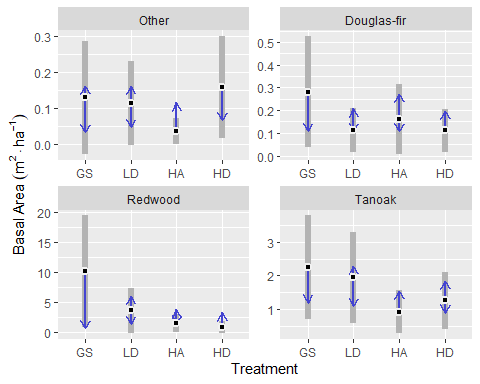 Other
Douglas-fir
0.3
0.2
0.1
0.0
0.5
0.4
0.3
0.2
0.1
0.0
GS LD HA HD
GS LD HA HD
Redwood
Tanoak
20
15
10
5
0
3
2
1
GS LD HA HD
GS LD HA HD
Basal Area (m² · ha⁻¹)
Treatment